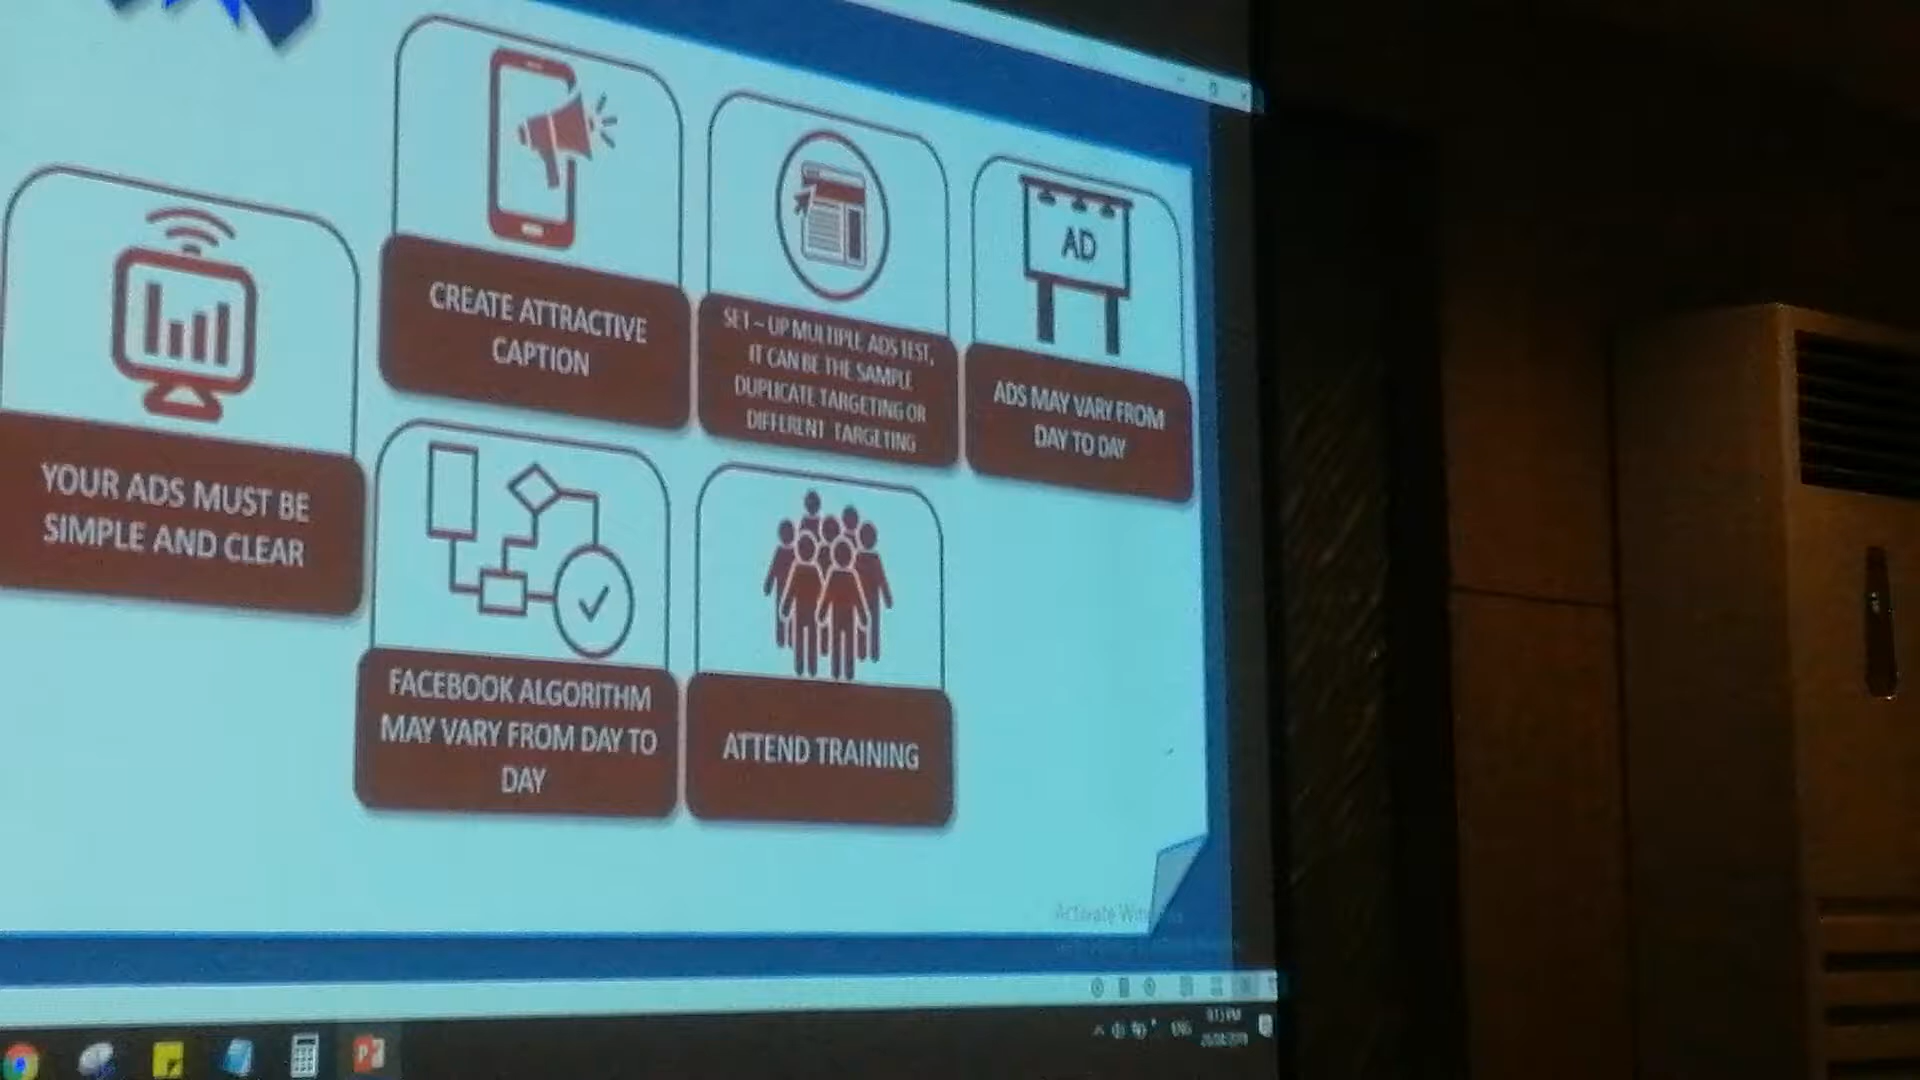 YOUR ADS MUST BE
SIMPLE AND CLEAR
CREATE ATTRACTIVE
CAPTION
SET – UP MULTIPLE ADS TEST,
IT CAN BE THE SAMPLE
DUPLICATE TARGETING OR
DIFFERENT TARGETING
AD
ADS MAY VARY FROM
DAY TO DAY
FACEBOOK ALGORITHM
MAY VARY FROM DAY TO
DAY
ATTEND TRAINING
Activate
ENG